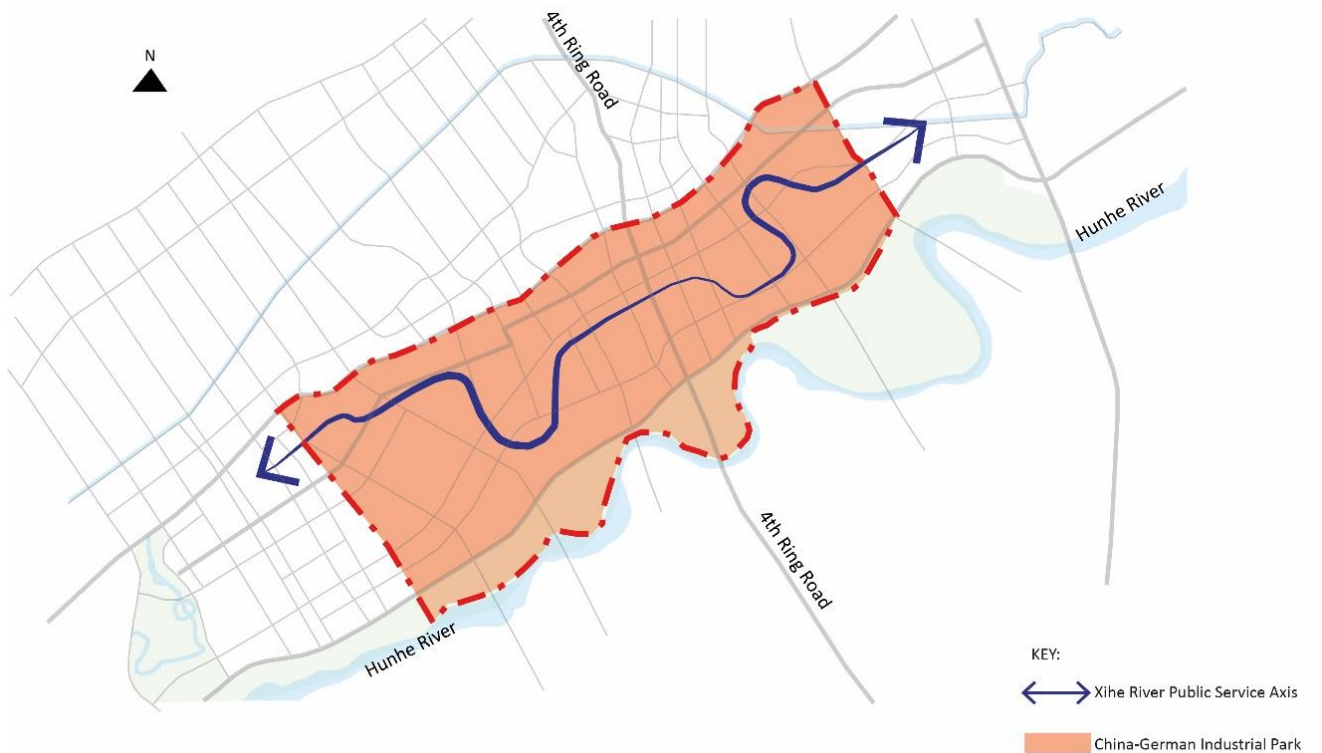 4th Ring Road
N
Hunhe River
4th Ring Road
Hunhe River
KEY:
Xihe River Public Service Axis
China-German Industrial Park